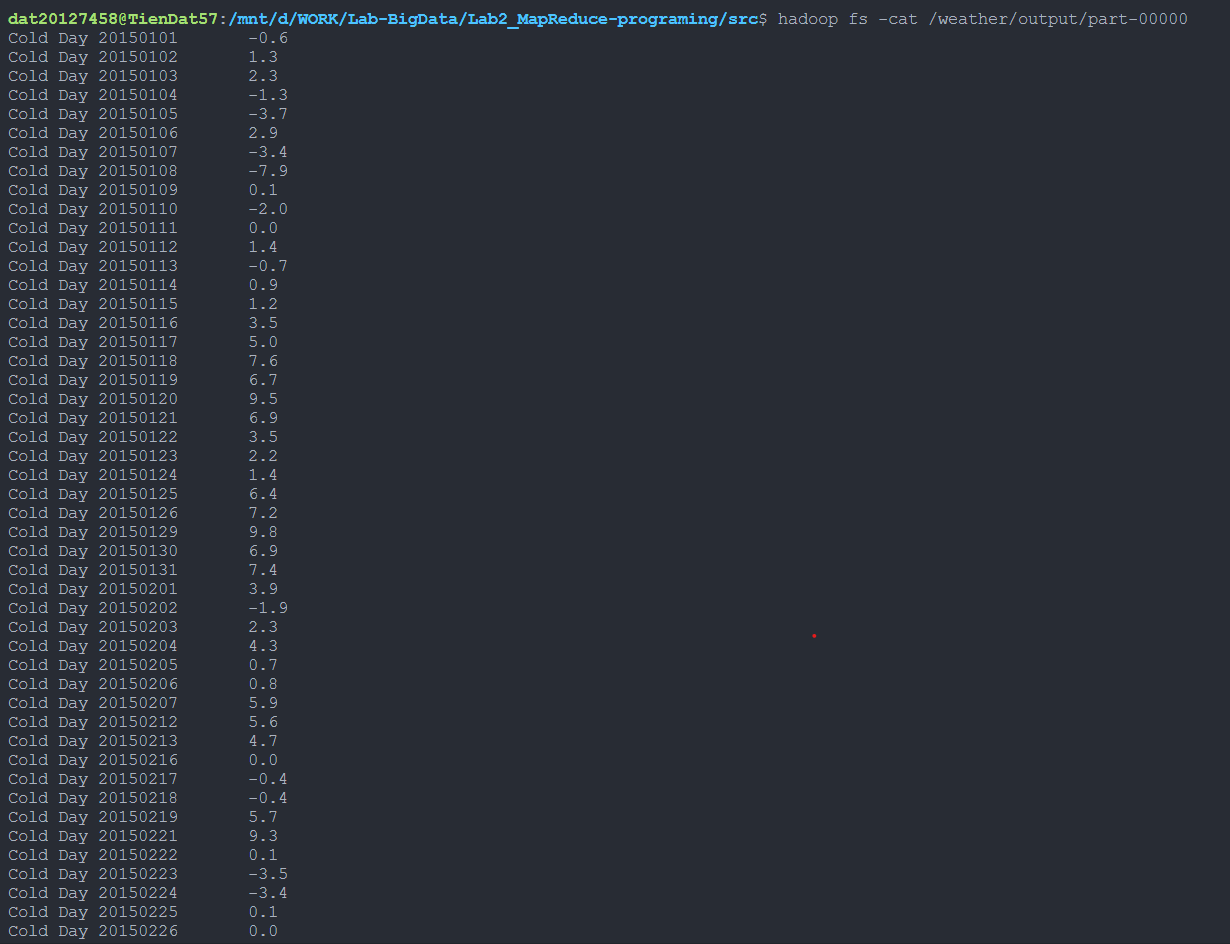 dat20127458@TienDat57:/mnt/d/WORK/Lab-BigData/Lab2_MapReduce-programing/src$ hadoop fs -cat /weather/output/part-00000
Cold Day 20150101	-0.6
Cold Day 20150102	1.3
Cold Day 20150103	2.3
Cold Day 20150104	-1.3
Cold Day 20150105	-3.7
Cold Day 20150106	2.9
Cold Day 20150107	-3.4
Cold Day 20150108	-7.9
Cold Day 20150109	0.1
Cold Day 20150110	-2.0
Cold Day 20150111	0.0
Cold Day 20150112	1.4
Cold Day 20150113	-0.7
Cold Day 20150114	0.9
Cold Day 20150115	1.2
Cold Day 20150116	3.5
Cold Day 20150117	5.0
Cold Day 20150118	7.6
Cold Day 20150119	6.7
Cold Day 20150120	9.5
Cold Day 20150121	6.9
Cold Day 20150122	3.5
Cold Day 20150123	2.2
Cold Day 20150124	1.4
Cold Day 20150125	6.4
Cold Day 20150126	7.2
Cold Day 20150129	9.8
Cold Day 20150130	6.9
Cold Day 20150131	7.4
Cold Day 20150201	3.9
Cold Day 20150202	-1.9
Cold Day 20150203	2.3
Cold Day 20150204	4.3
Cold Day 20150205	0.7
Cold Day 20150206	0.8
Cold Day 20150207	5.9
Cold Day 20150212	5.6
Cold Day 20150213	4.7
Cold Day 20150216	0.0
Cold Day 20150217	-0.4
Cold Day 20150218	-0.4
Cold Day 20150219	5.7
Cold Day 20150221	9.3
Cold Day 20150222	0.1
Cold Day 20150223	-3.5
Cold Day 20150224	-3.4
Cold Day 20150225	0.1
Cold Day 20150226	0.0